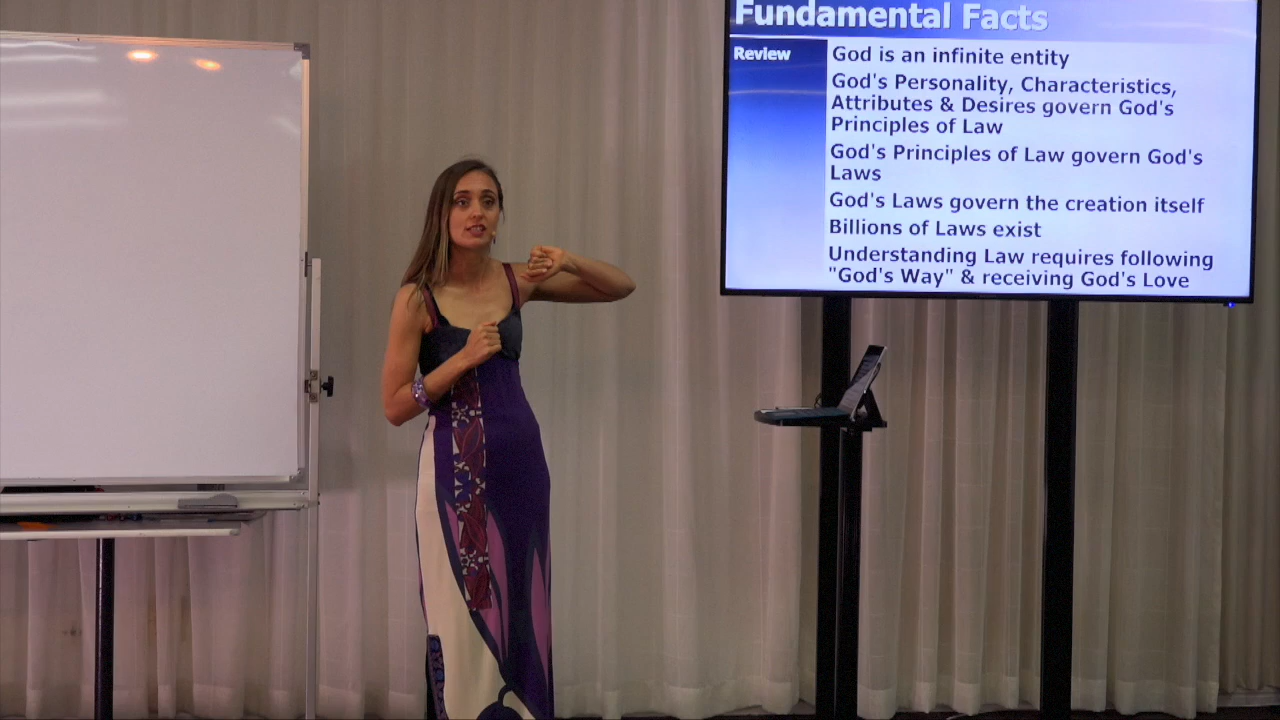 Fundamental Facts
Review
God is an infinite entity
God's Personality, Characteristics,
Attributes & Desires govern God's
Principles of Law
God's Principles of Law govern God's
Laws
God's Laws govern the creation itself
Billions of Laws exist
Understanding Law requires following
"God's Way" & receiving God's Love